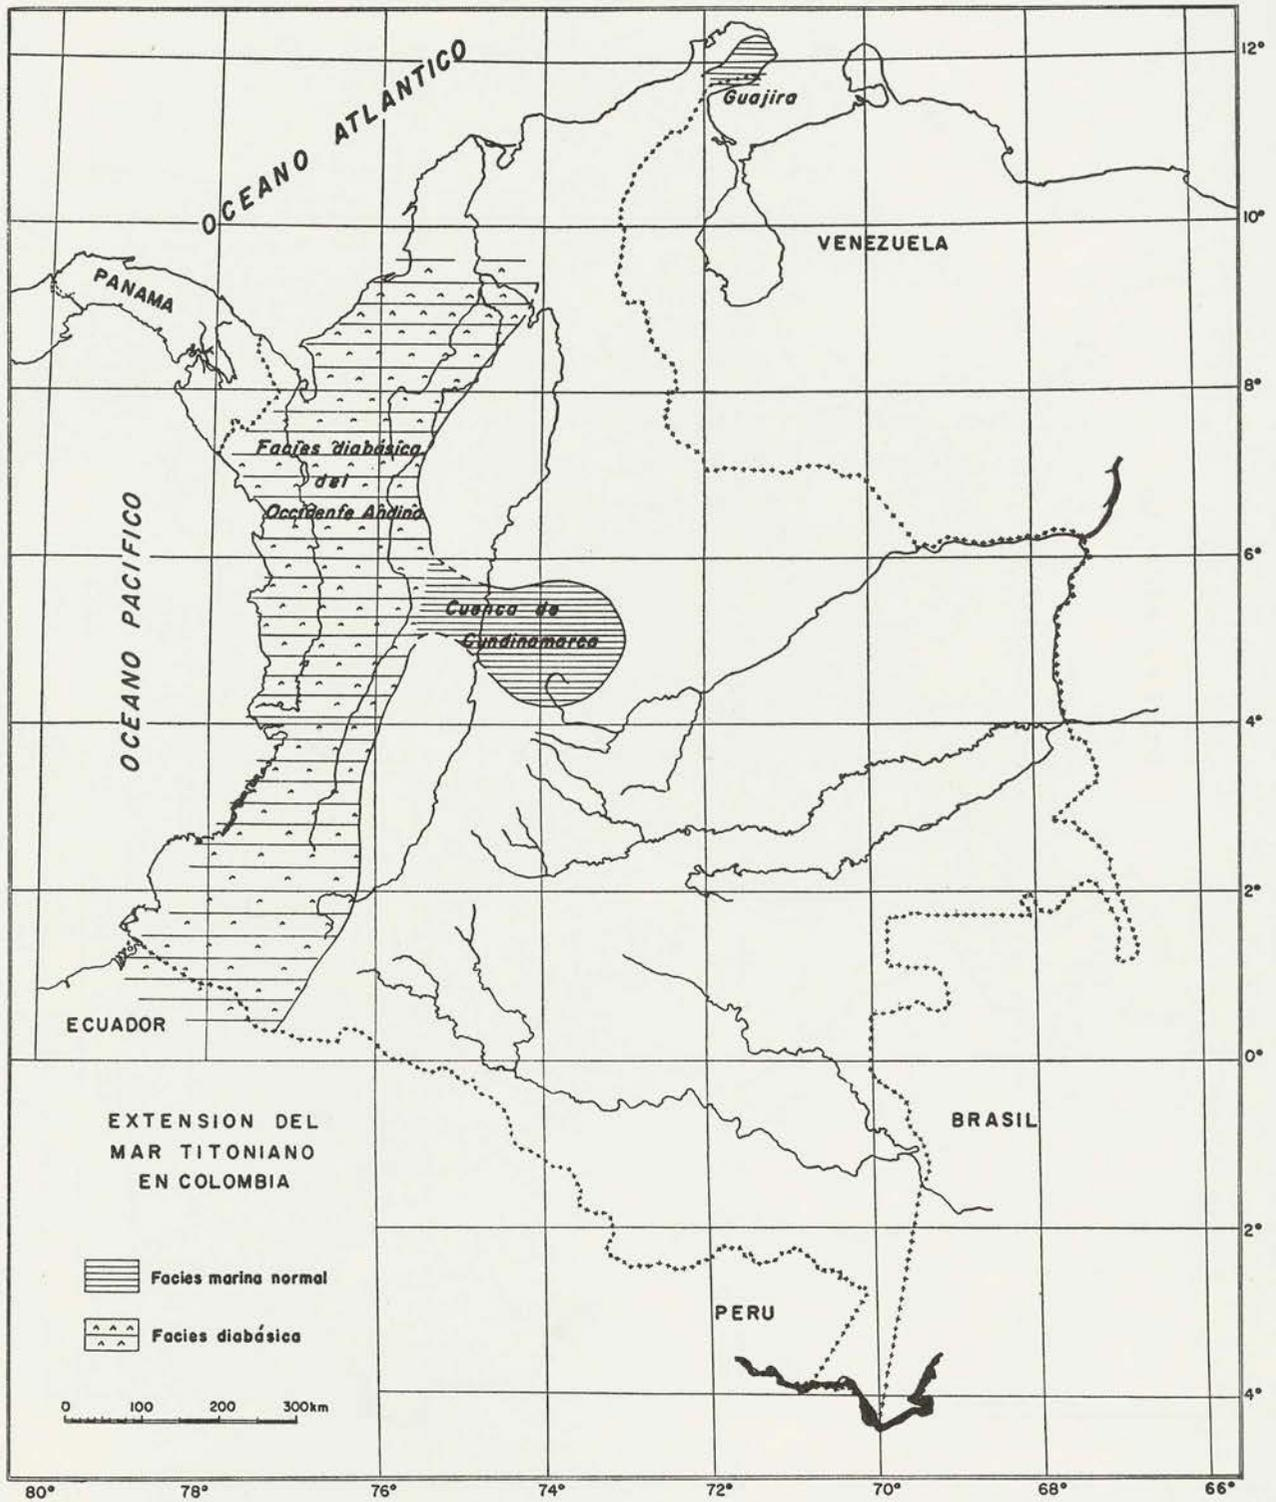 OCEANO ATLANTICO
12°
Guajira
10°
VENEZUELA
PANAMA
8°
Facies diabásica
del
Occidente Andino
OCEANO PACIFICO
6°
Cuenca de
Cundinamarca
4°
2°
ECUADOR
0°
EXTENSION DEL
MAR TITONIANO
EN COLOMBIA
BRASIL
2°
Facies marina normal
PERU
Facies diabásica
4°
0 100 200 300km
80° 78° 76° 74° 72° 70° 68° 66°